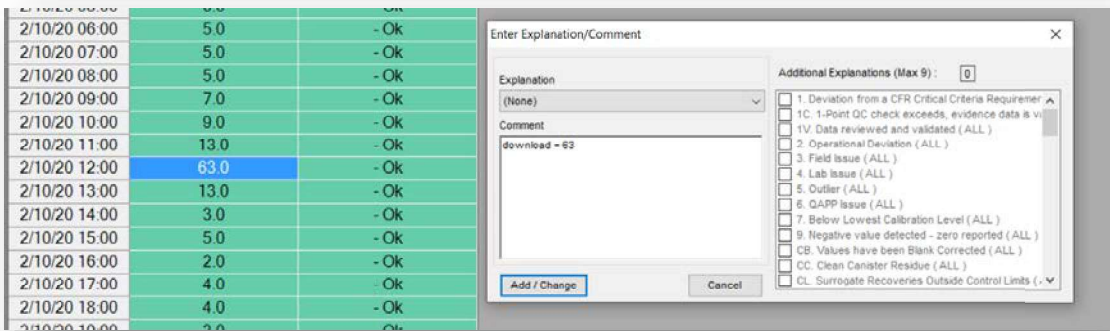 2/10/20 06:00 5.0 - Ok
2/10/20 07:00 5.0 - Ok
2/10/20 08:00 5.0 - Ok
2/10/20 09:00 7.0 - Ok
2/10/20 10:00 9.0 - Ok
2/10/20 11:00 13.0 - Ok
2/10/20 12:00 63.0 - Ok
2/10/20 13:00 13.0 - Ok
2/10/20 14:00 3.0 - Ok
2/10/20 15:00 5.0 - Ok
2/10/20 16:00 2.0 - Ok
2/10/20 17:00 4.0 - Ok
2/10/20 18:00 4.0 - Ok
Enter Explanation/Comment
Explanation
(None)
Comment
download - 63
Add / Change
Cancel
Additional Explanations (Max 9) : 0
1. Deviation from a CFR Critical Criteria Requiremer
1C. 1-Point QC check exceeds, evidence data is
1V. Data reviewed and validated ( ALL )
2. Operational Deviation ( ALL )
3. Field Issue ( ALL )
4. Lab Issue ( ALL )
5. Outlier ( ALL )
6. QAPP Issue ( ALL )
7. Below Lowest Calibration Level ( ALL )
9. Negative value detected - zero reported ( ALL )
CB. Values have been Blank Corrected ( ALL )
CC. Clean Canister Residue ( ALL )
CL. Surrogate Recoveries Outside Control Limits (